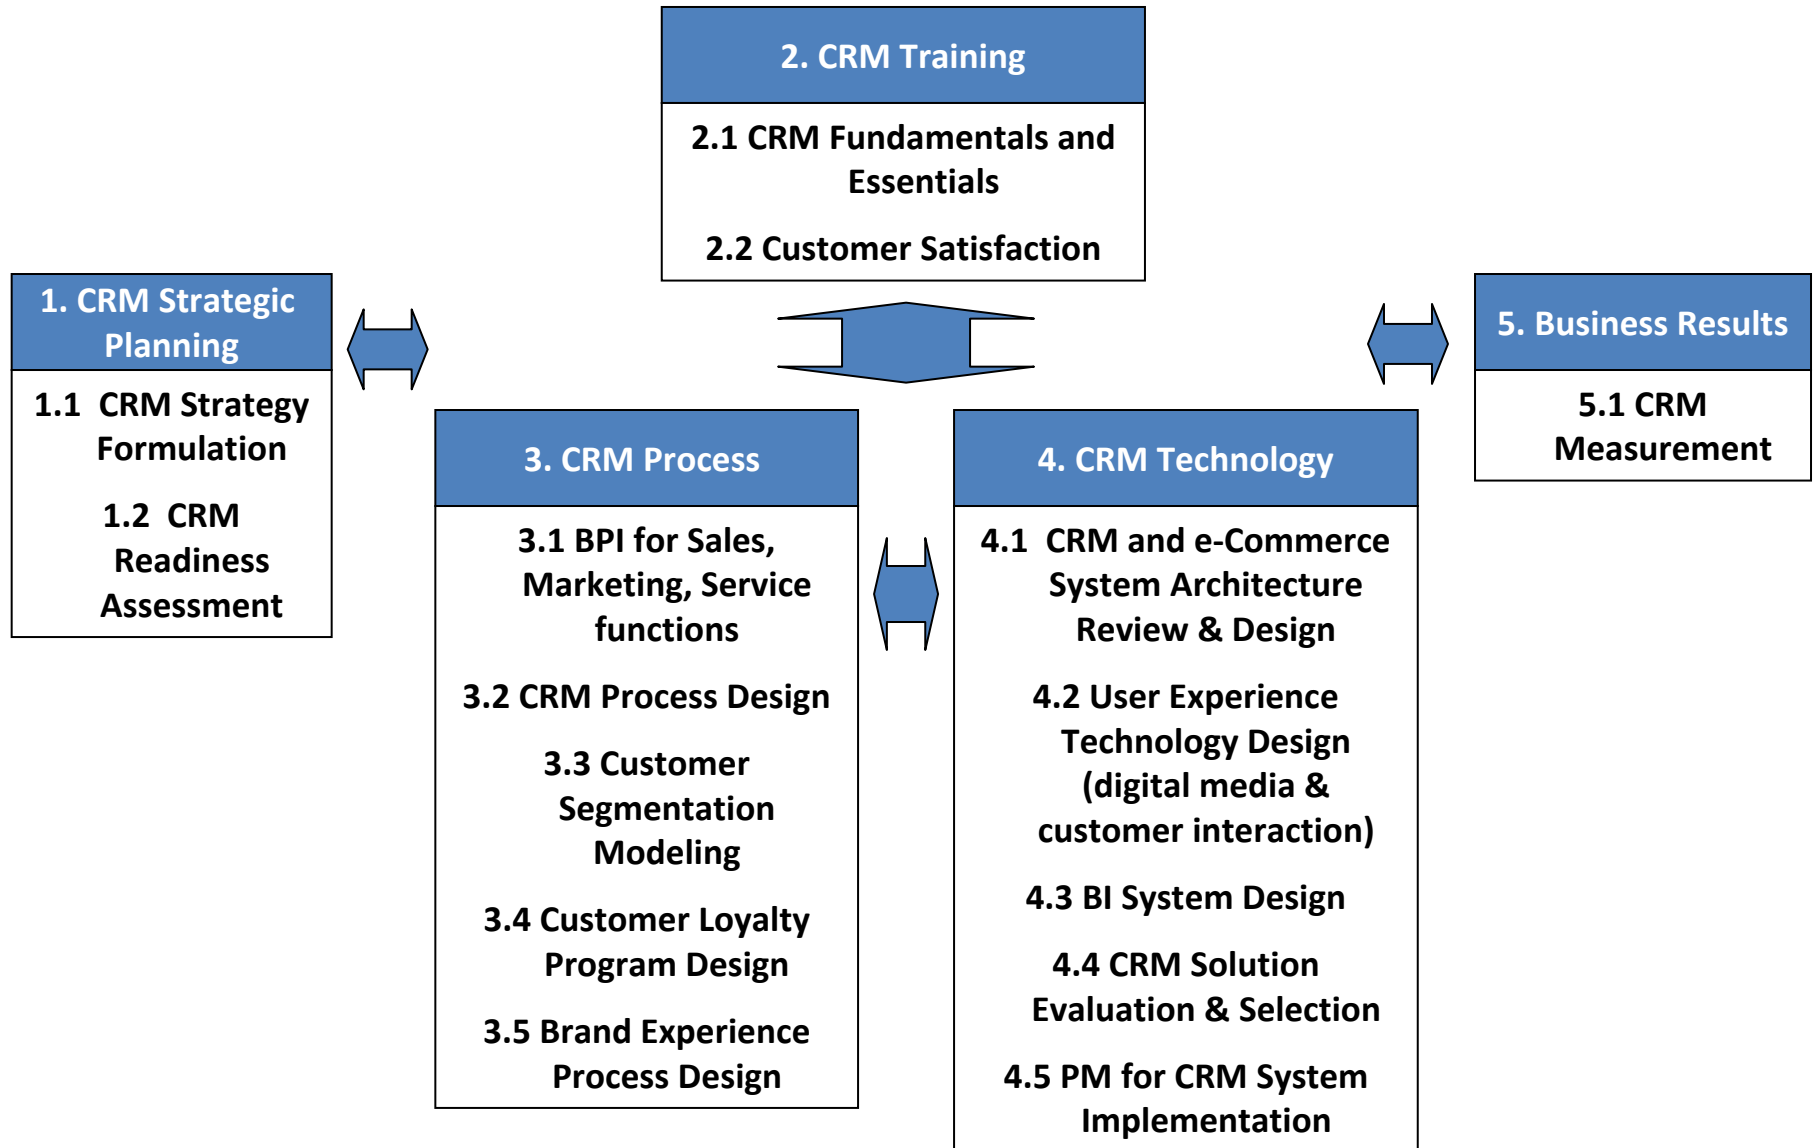 2. CRM Training
2.1 CRM Fundamentals and
Essentials
2.2 Customer Satisfaction
1. CRM Strategic
Planning
1.1 CRM Strategy
Formulation
1.2 CRM
Readiness
Assessment
3. CRM Process
3.1 BPI for Sales,
Marketing, Service
functions
3.2 CRM Process Design
3.3 Customer
Segmentation
Modeling
3.4 Customer Loyalty
Program Design
3.5 Brand Experience
Process Design
4. CRM Technology
4.1 CRM and e-Commerce
System Architecture
Review & Design
4.2 User Experience
Technology Design
(digital media &
customer interaction)
4.3 BI System Design
4.4 CRM Solution
Evaluation & Selection
4.5 PM for CRM System
Implementation
5. Business Results
5.1 CRM
Measurement